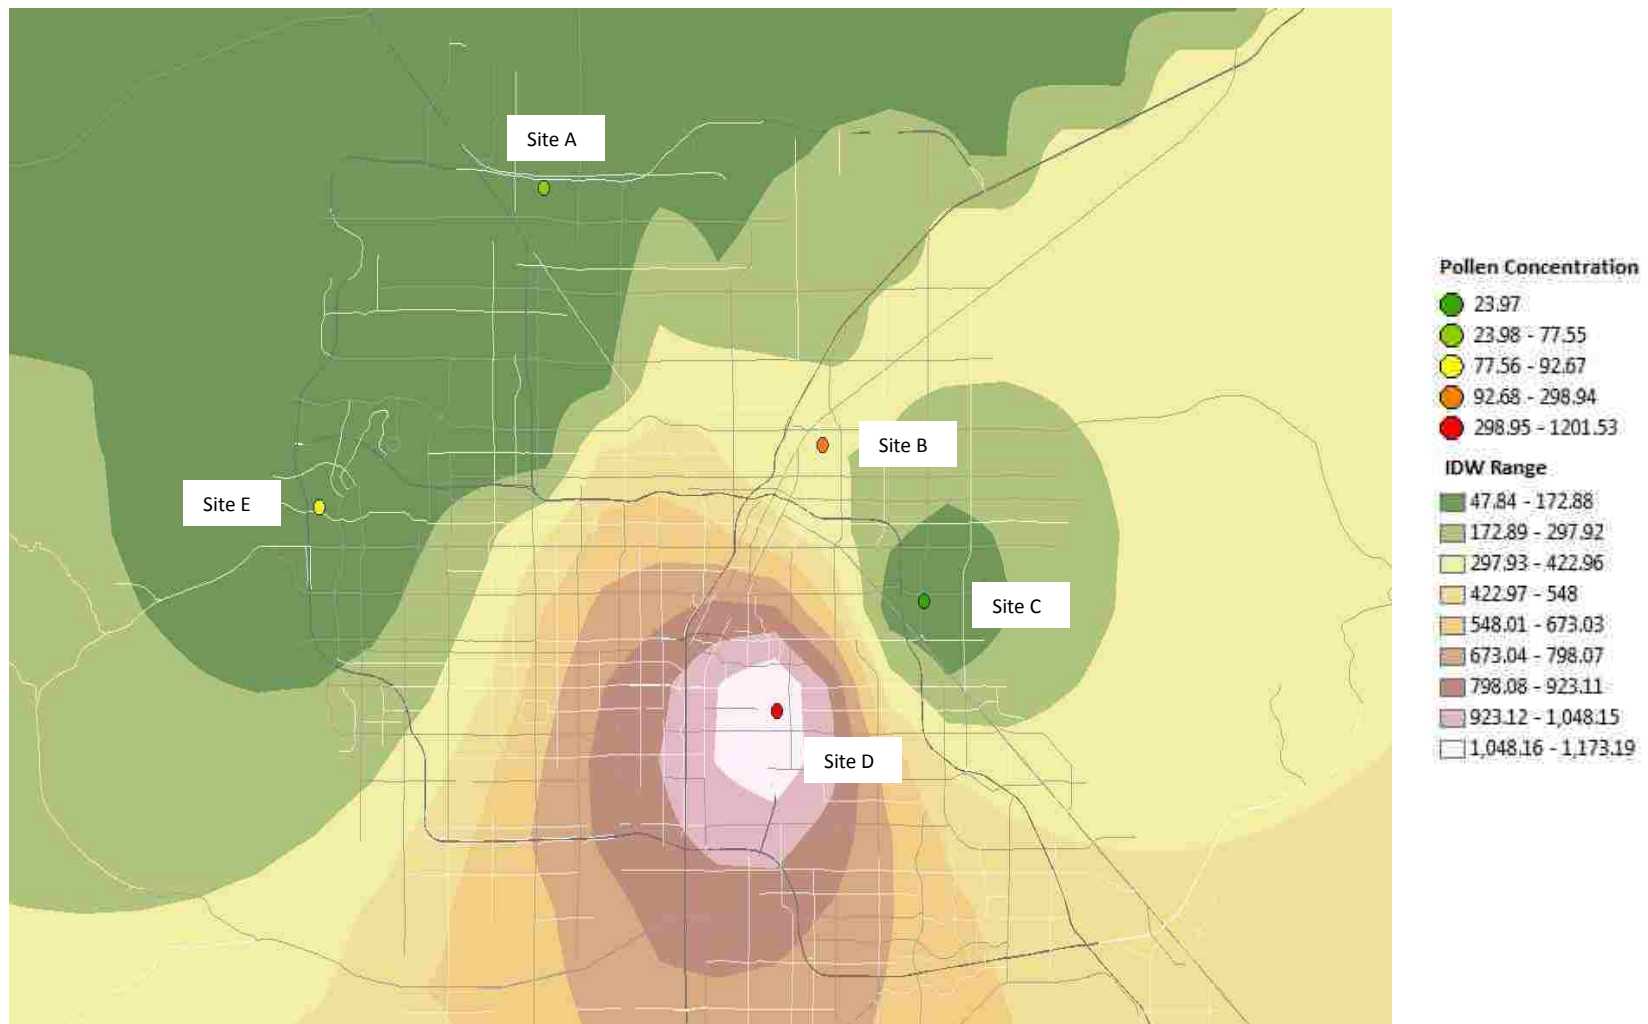 Site A
Site B
Site E
Site C
Site D
Pollen Concentration
23.97
23.98 - 77.55
77.56 - 92.67
92.68 - 298.94
298.95 - 1201.53
IDW Range
47.84 - 172.88
172.89 - 297.92
297.93 - 422.96
422.97 - 548
548.01 - 673.03
673.04 - 798.07
798.08 - 923.11
923.12 - 1,048.15
1,048.16 - 1,173.19